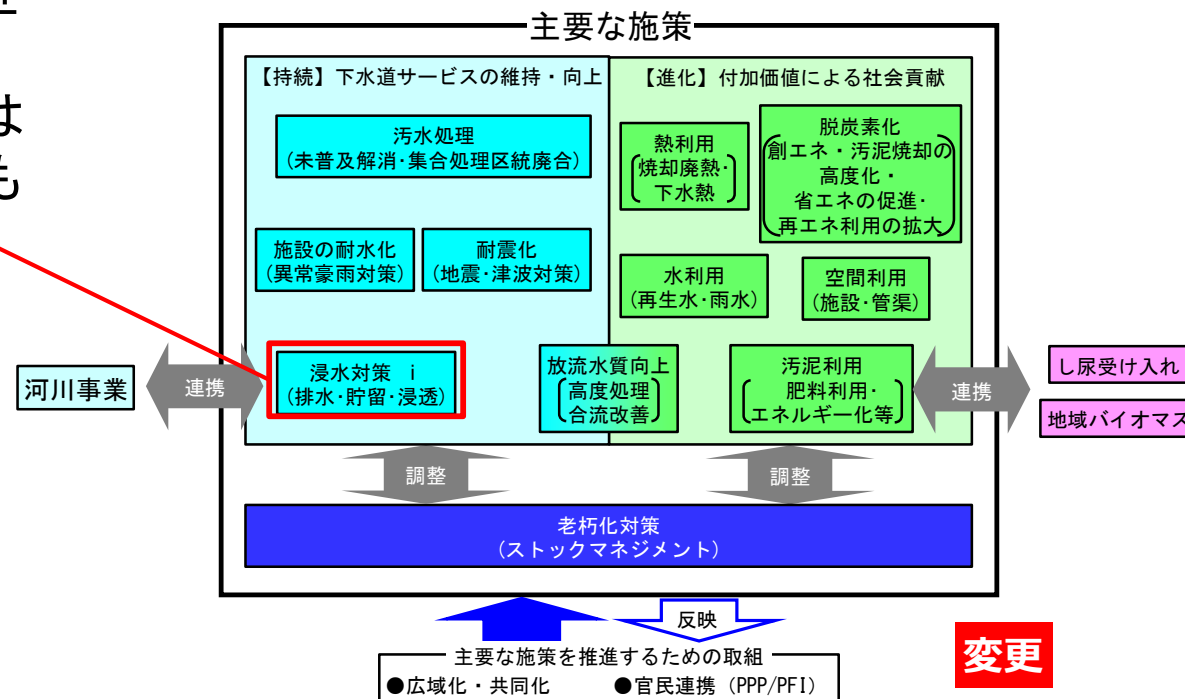 は
も
主要な施策
【持続】下水道サービスの維持・向上
汚水処理
(未普及解消・集合処理区統廃合)
施設の耐水化
(異常豪雨対策)
耐震化
(地震・津波対策)
浸水対策 i
(排水・貯留・浸透)
【進化】付加価値による社会貢献
熱利用
焼却廃熱・
下水熱
脱炭素化
創エネ・汚泥焼却の
高度化・
省エネの促進・
再エネ利用の拡大
水利用
(再生水・雨水)
空間利用
(施設・管渠)
放流水質向上
高度処理
合流改善
汚泥利用
肥料利用・
エネルギー化等
河川事業
連携
連携
し尿受け入れ
地域バイオマス
調整
調整
老朽化対策
(ストックマネジメント)
反映
主要な施策を推進するための取組
●広域化・共同化 ●官民連携 (PPP/PFI)
変更